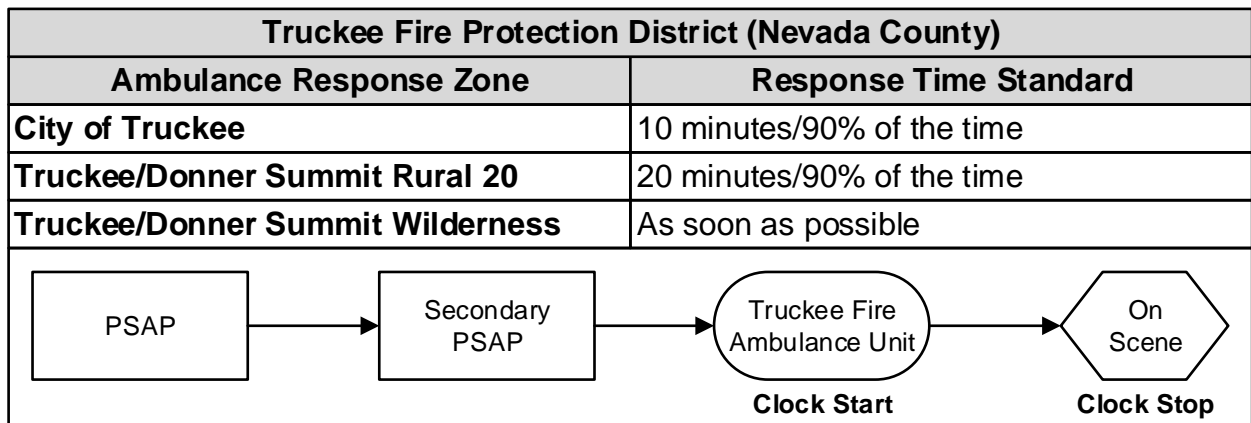 Truckee Fire Protection District (Nevada County)
Ambulance Response Zone
Response Time Standard
City of Truckee
10 minutes/90% of the time
Truckee/Donner Summit Rural 20
20 minutes/90% of the time
Truckee/Donner Summit Wilderness
As soon as possible
PSAP
Secondary
PSAP
Truckee Fire
Ambulance Unit
On
Scene
Clock Start
Clock Stop